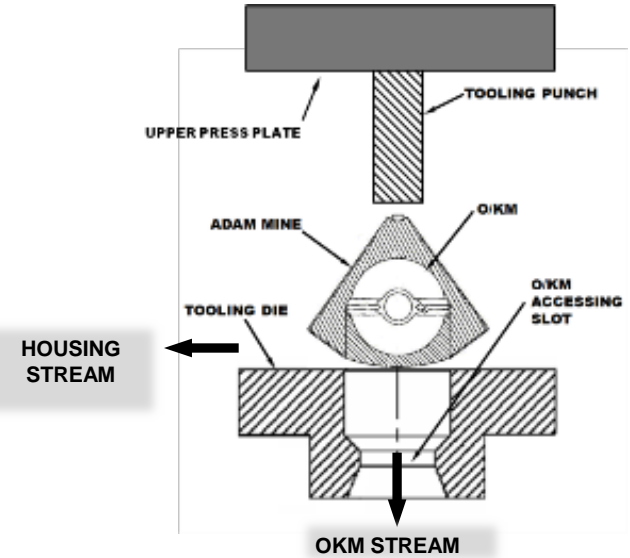 TOOLING PUNCH
UPPER PRESS PLATE
O/KM
ADAM MINE
O/KM
ACCESSING
SLOT
TOOLING DIE
HOUSING
STREAM
OKM STREAM